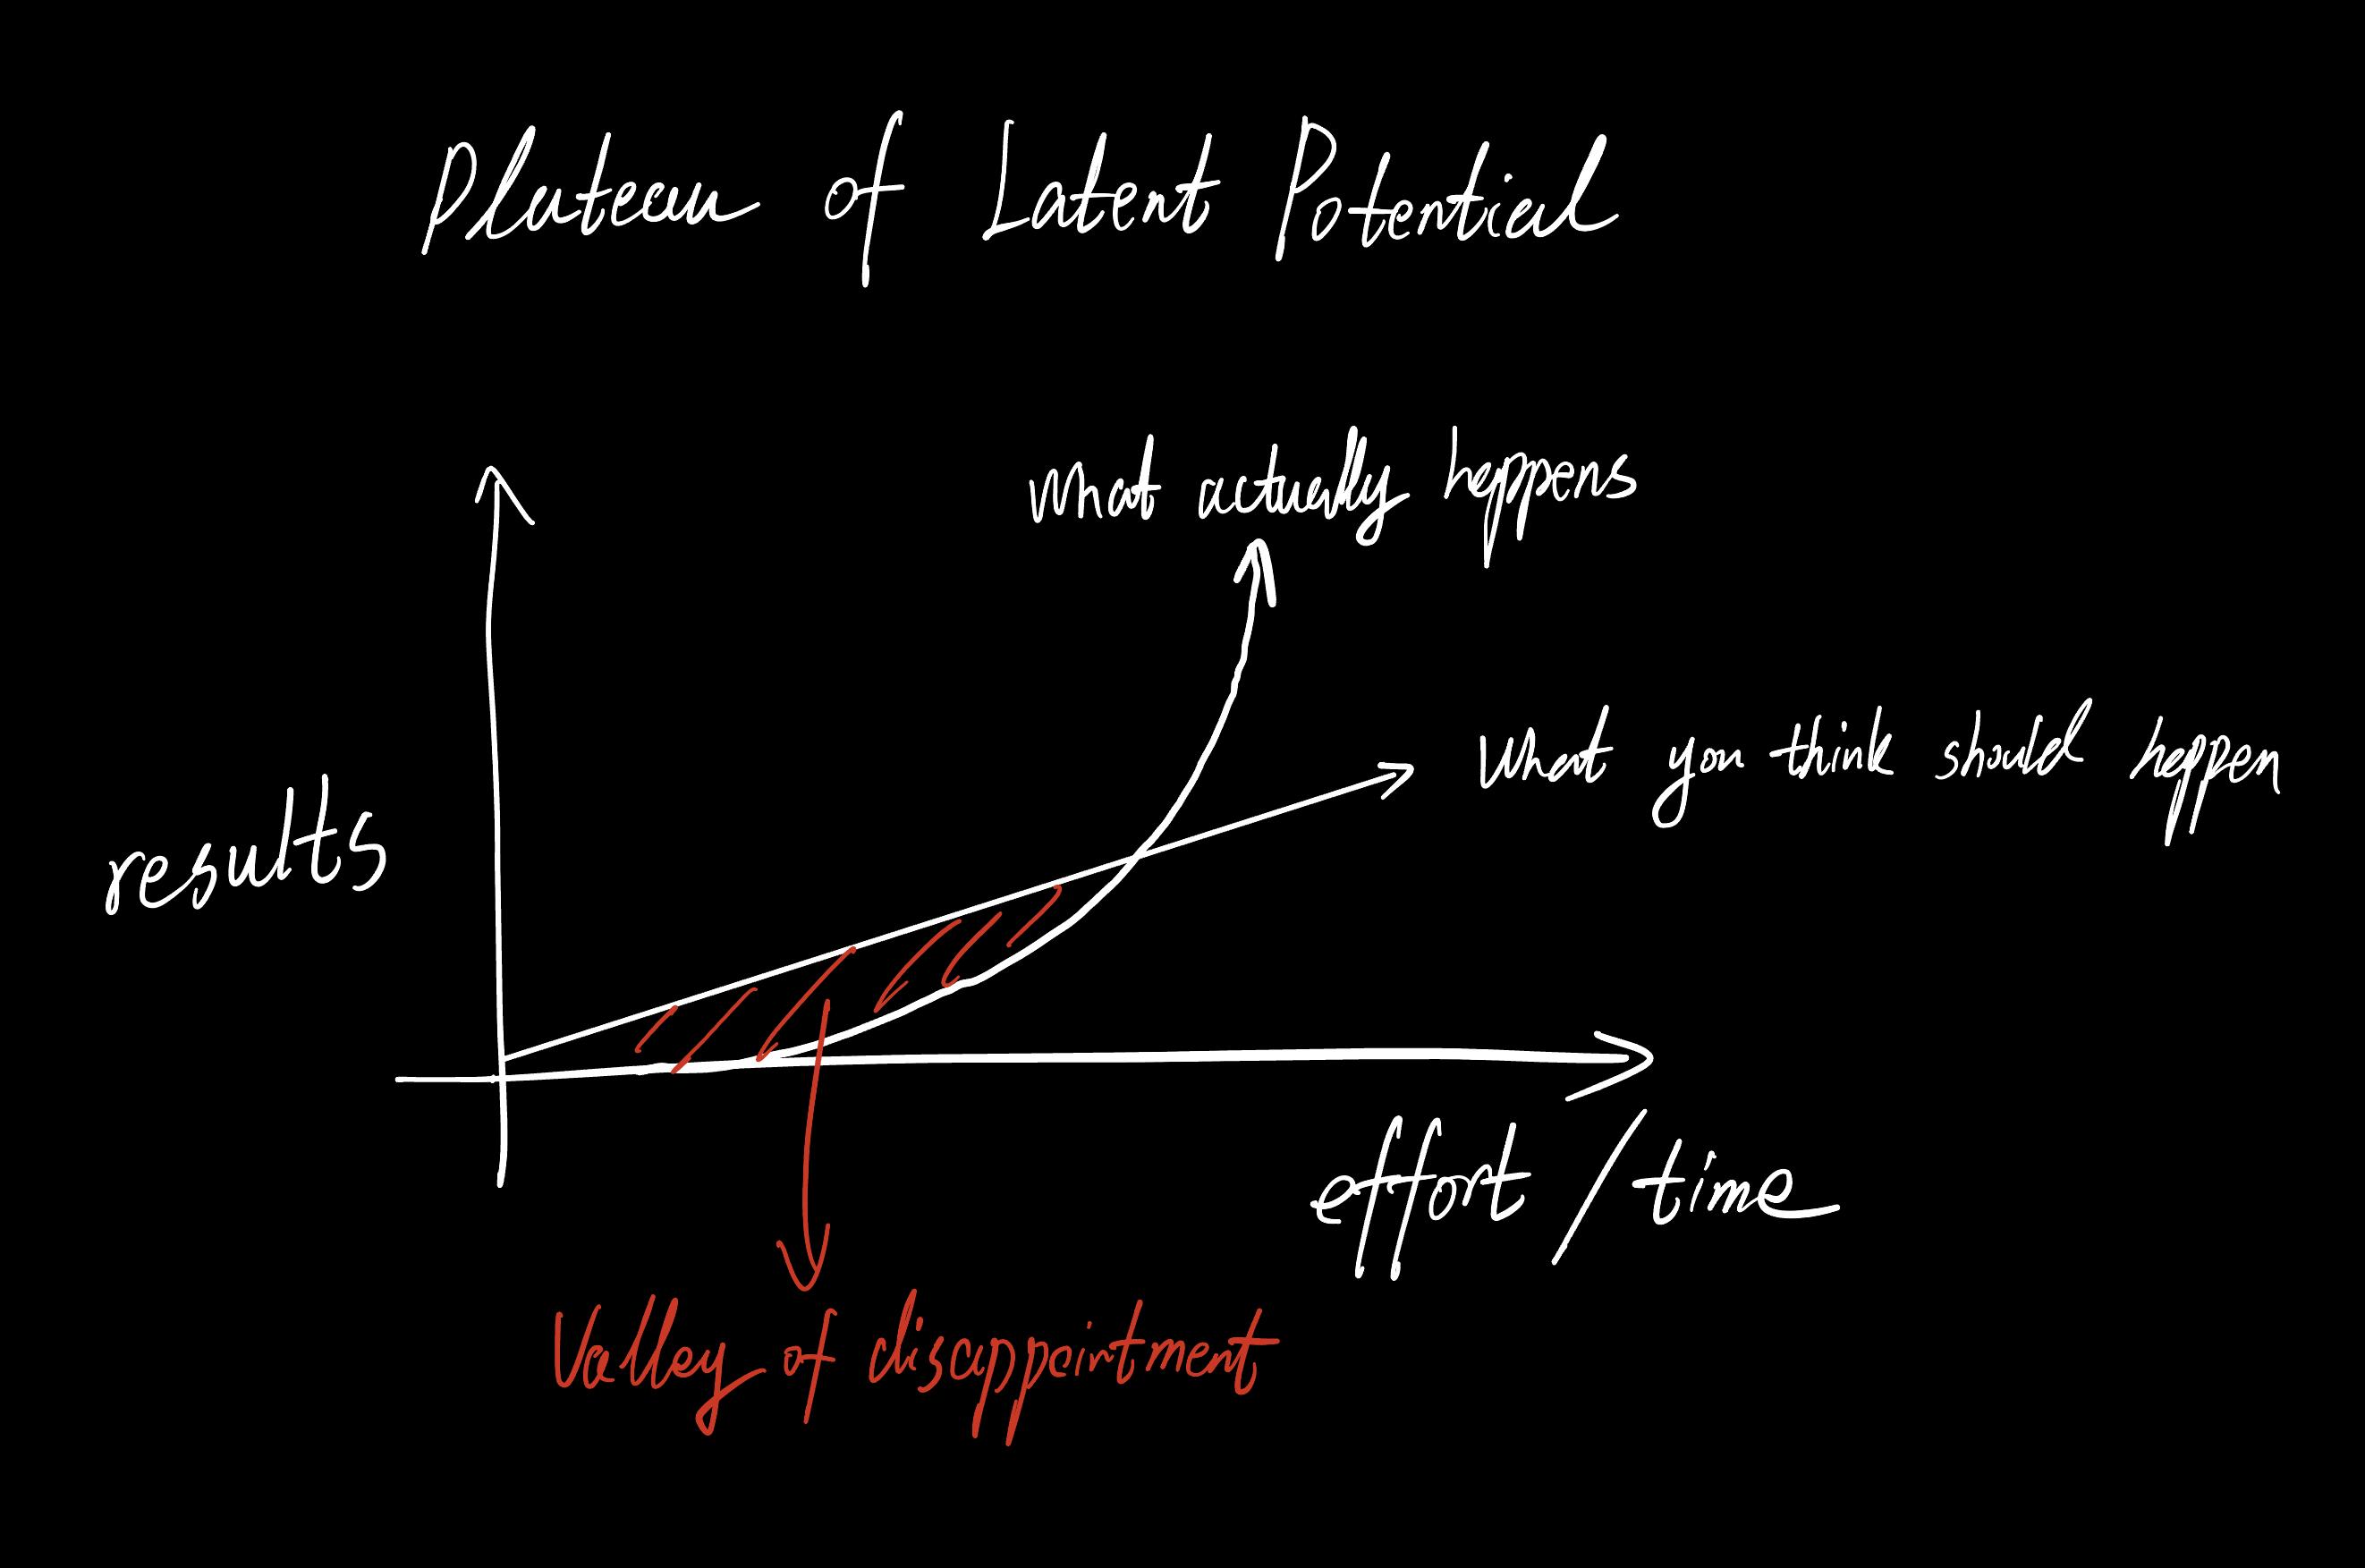 Plateau of Latent Potential
What actually happens
What you think should happen
results
effort / time
Valley of disappointment